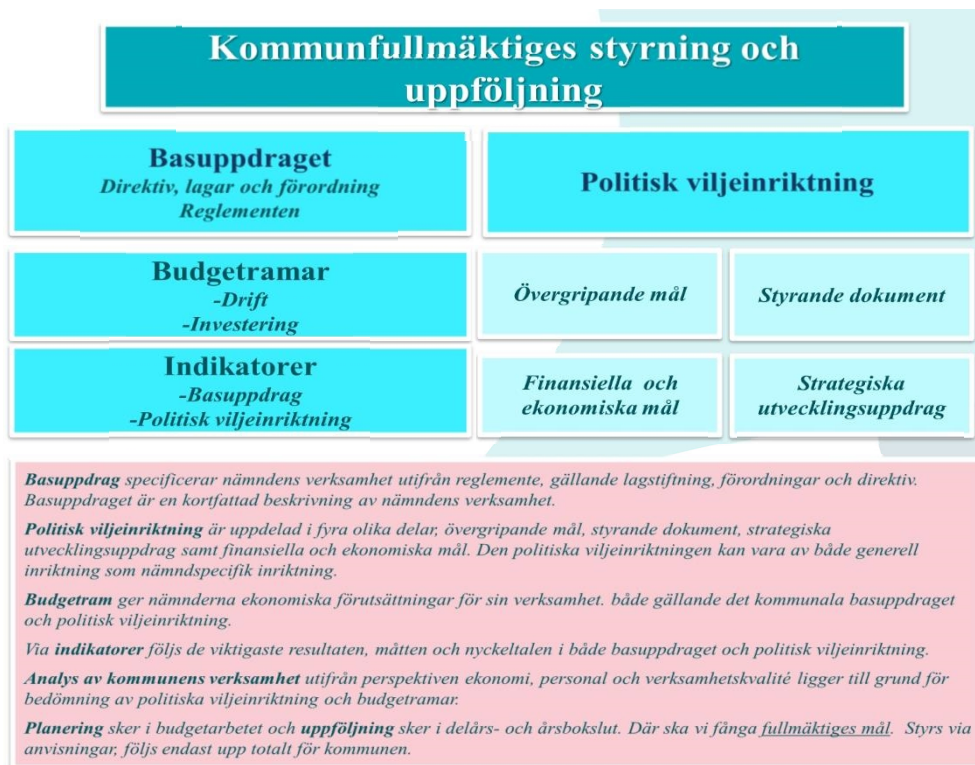 Kommunfullmäktiges styrning och
uppföljning
Basuppdraget
Direktiv, lagar och förordning
Reglementen
Politisk viljeinriktning
Budgetramar
-Drift
-Investering
Övergripande mål
Styrande dokument
Indikatorer
-Basuppdrag
-Politisk viljeinriktning
Finansiella och
ekonomiska mål
Strategiska
utvecklingsuppdrag
Basuppdrag specificerar nämndens verksamhet utifrån reglemente, gällande lagstiftning, förordningar och direktiv.
Basuppdraget är en kortfattad beskrivning av nämndens verksamhet.
Politisk viljeinriktning är uppdelad i fyra olika delar, övergripande mål, styrande dokument, strategiska
utvecklingsuppdrag samt finansiella och ekonomiska mål. Den politiska viljeinriktningen kan vara av både generell
inriktning som nämndspecifik inriktning.
Budgetram ger nämnderna ekonomiska förutsättningar för sin verksamhet. både gällande det kommunala basuppdraget
och politisk viljeinriktning.
Via indikatorer följs de viktigaste resultaten, måtten och nyckeltalen i både basuppdraget och politisk viljeinriktning.
Analys av kommunens verksamhet utifrån perspektiven ekonomi, personal och verksamhetskvalité ligger till grund för
bedömning av politiska viljeinriktning och budgetramar.
Planering sker i budgetarbetet och uppföljning sker i delårs- och årsbokslut. Där ska vi fånga fullmäktiges mål. Styrs via
anvisningar, följs endast upp totalt för kommunen.